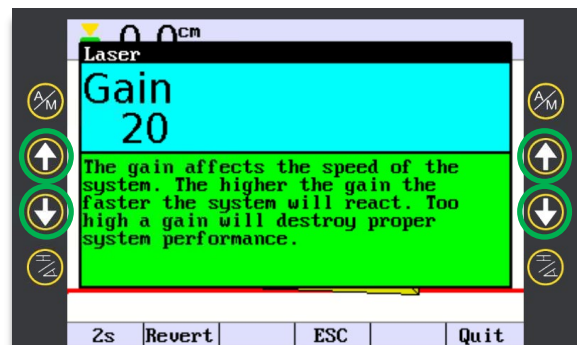 0.0cm
Laser
A/M
A/M
Gain
20
The gain affects the speed of the
system. The higher the gain the
faster the system will react. Too
high a gain will destroy proper
system performance.
2s Revert ESC Quit